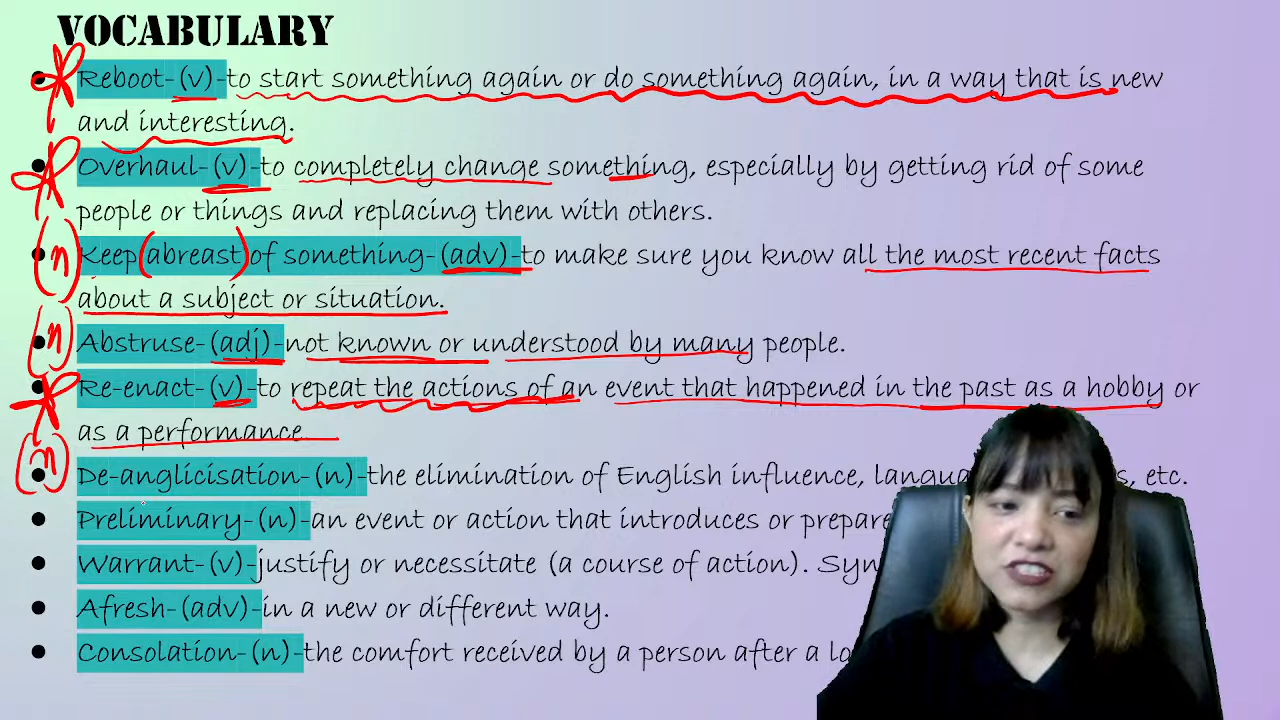 VOCABULARY
Reboot-(v)-to start something again or do something again, in a way that is new
and interesting.
Overhaul-(v)-to completely change something, especially by getting rid of some
people or things and replacing them with others.
(n) Keep (abreast) of something-(adv)-to make sure you know all the most recent facts
about a subject or situation.
(n) Abstruse-(adj)-not known or understood by many people.
Re-enact-(v)-to repeat the actions of an event that happened in the past as a hobby or
as a performance.
(n) De-anglicisation-(n)-the elimination of English influence, etc.
Preliminary-(n)-an event or action that introduces or
Warrant-(v)-justify or necessitate (a course of action).
Afresh-(adv)-in a new or different way.
Consolation-(n)-the comfort received by a person after a